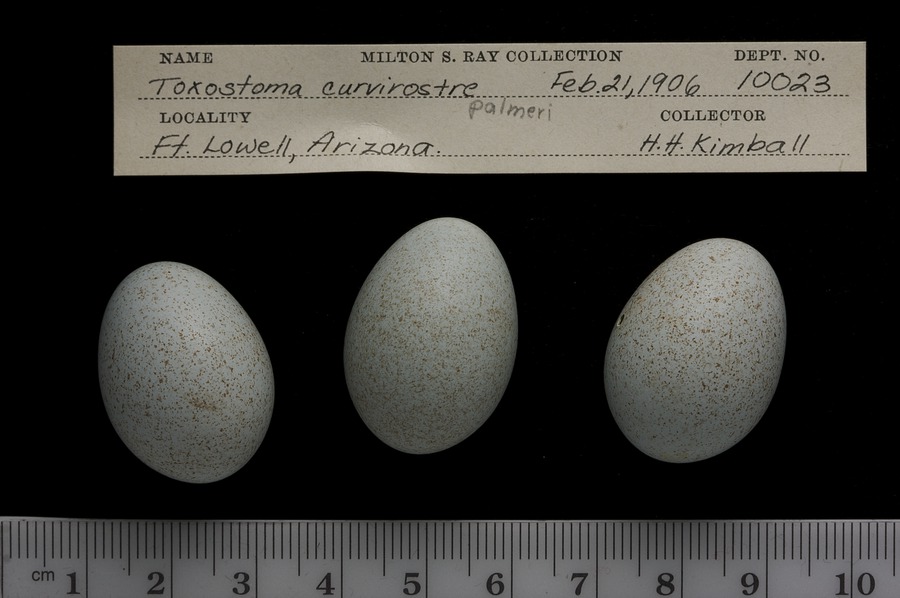 NAME MILTON S. RAY COLLECTION DEPT. NO.
Toxostoma curvirostre Feb. 21, 1906 10023
palmeri
LOCALITY COLLECTOR
Ft. Lowell, Arizona. H.H. Kimball
cm 1 2 3 4 5 6 7 8 9 10